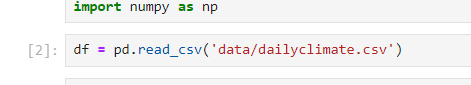 import numpy as np
[2]: df = pd.read_csv('data/dailyclimate.csv')